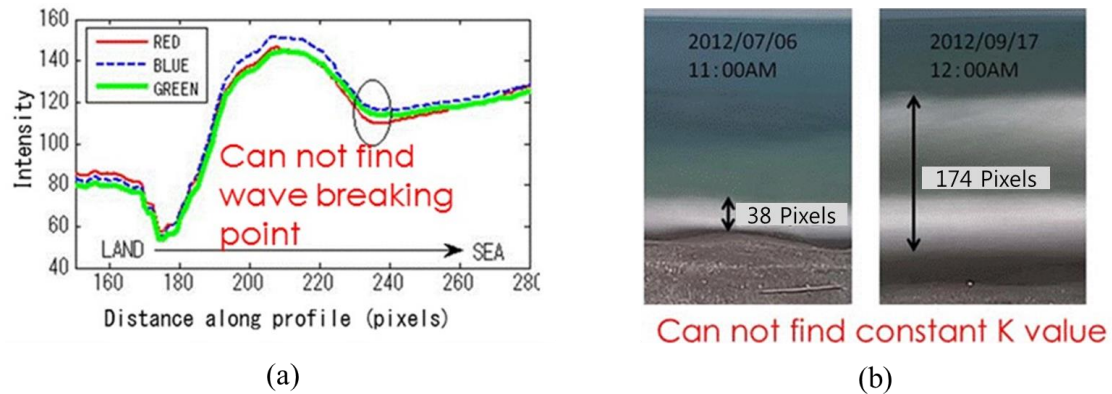 160
140
120
100
80
60
40
Intensity
RED
BLUE
GREEN
Can not find
wave breaking
point
LAND
SEA
150 160 180 200 220 240 260 280
Distance along profile (pixels)
(a)
2012/07/06
11:00AM
38 Pixels
2012/09/17
12:00AM
174 Pixels
Can not find constant K value
(b)